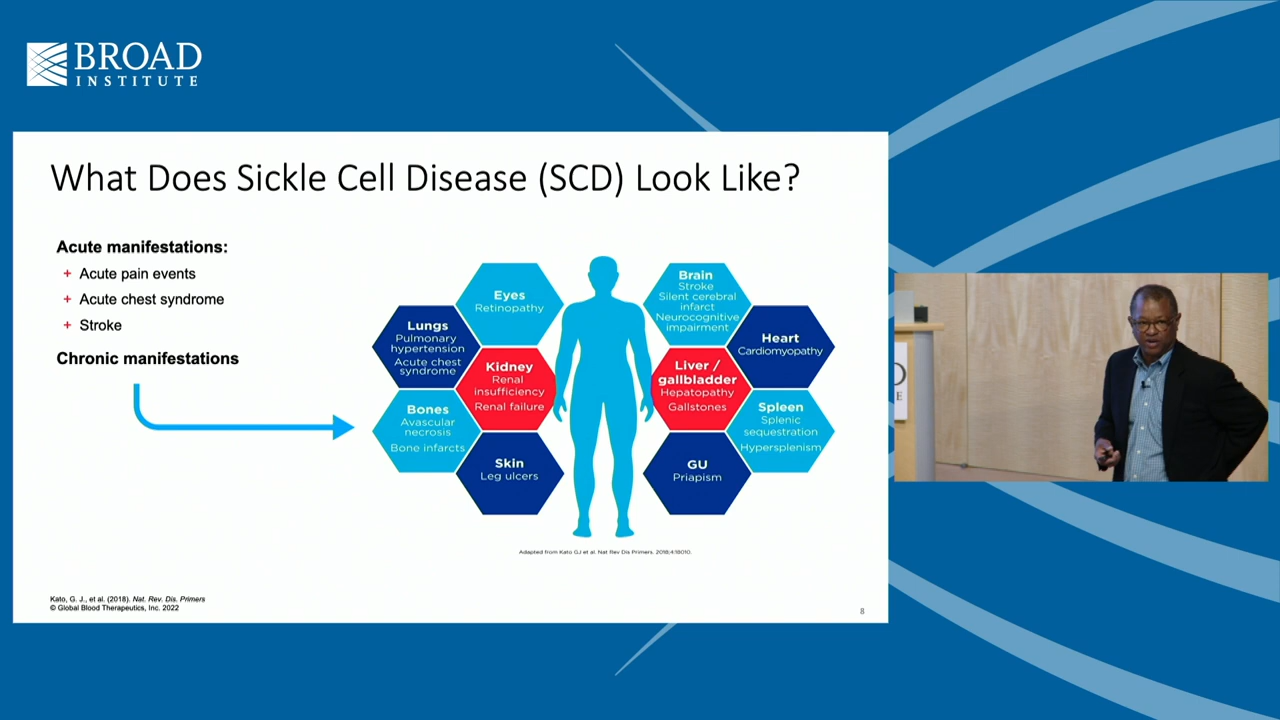 BROAD
INSTITUTE
What Does Sickle Cell Disease (SCD) Look Like?
Acute manifestations:
+ Acute pain events
+ Acute chest syndrome
+ Stroke
Chronic manifestations
Eyes
Retinopathy
Lungs
Pulmonary
hypertension
Acute chest
syndrome
Kidney
Renal
insufficiency
Renal failure
Bones
Avascular
necrosis
Bone infarcts
Skin
Leg ulcers
Brain
Stroke
Silent cerebral
infarct
Neurocognitive
impairment
Heart
Cardiomyopathy
Liver /
gallbladder
Hepatopathy
Gallstones
Spleen
Splenic
sequestration
Hypersplenism
GU
Priapism
Adapted from Kato GJ et al. Nat Rev Dis Primers. 2018;4:18010.
Kato, G. J., et al. (2018). Nat. Rev. Dis. Primers
© Global Blood Therapeutics, Inc. 2022
8
D
E